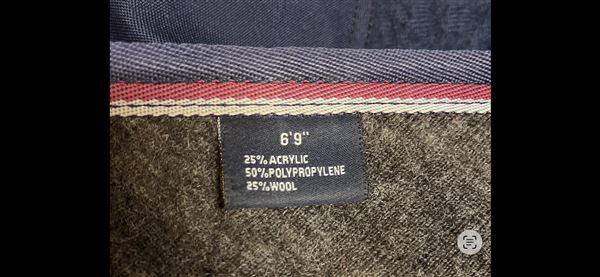 6'9"
25% ACRYLIC
50% POLYPROPYLENE
25% WOOL